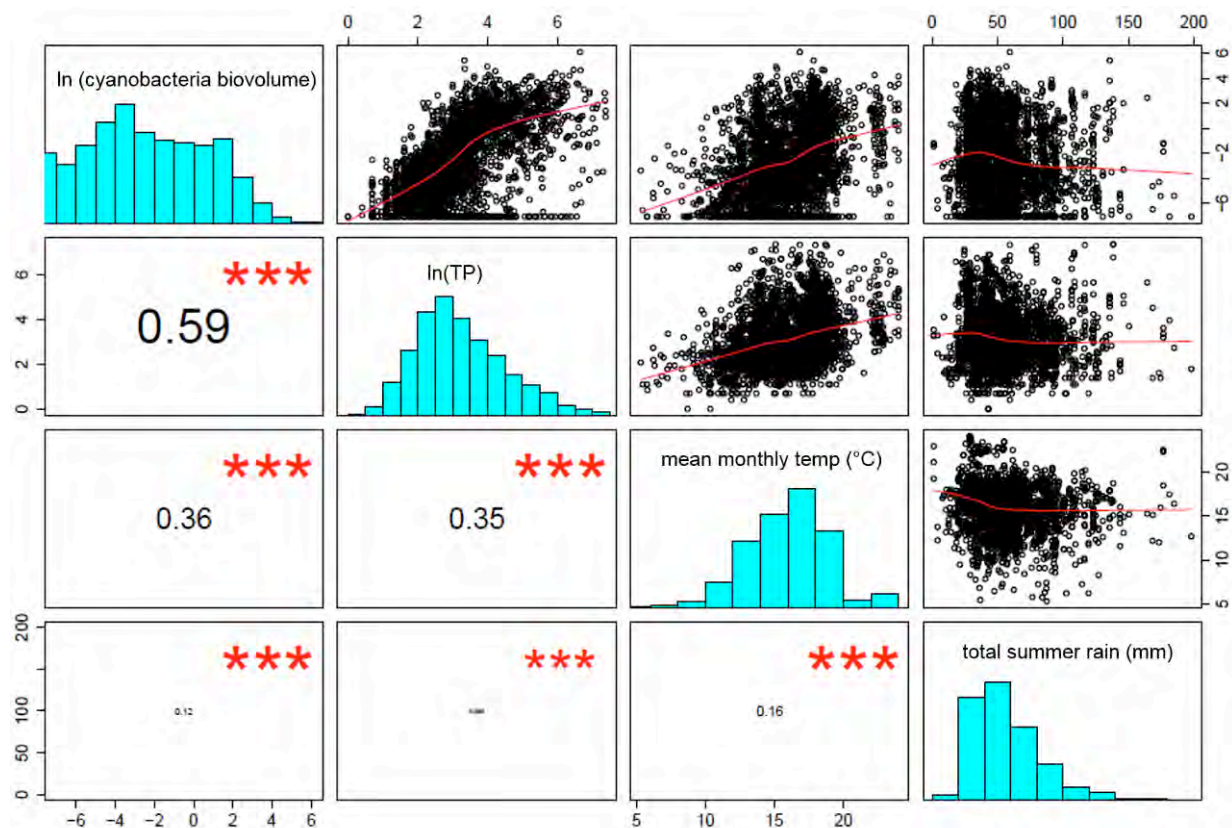 0 2 4 6 0 50 100 150 200
ln (cyanobacteria biovolume)
−6 −2 2 4 6
0.59 ***
ln(TP)
0 2 4 6
0.36 ***
0.35 ***
mean monthly temp (°C)
5 10 15 20
0 50 100 150 200
0.12 ***
***
0.16 ***
total summer rain (mm)
−6 −4 −2 0 2 4 6 5 10 15 20